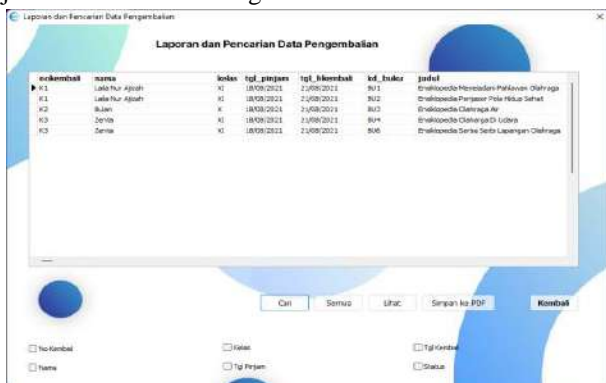 Laporan dan Pencarian Data Pengembalian
Laporan dan Pencarian Data Pengembalian
nokembali nama kelas tgl_pinjam tgl_hkembali kd_buku judul
K1 Laila Nur Ajizah XI 18/08/2021 21/08/2021 BU1 Ensiklopedia Meneladani Pahlawan Olahraga
K1 Laila Nur Ajizah XI 18/08/2021 21/08/2021 BU2 Ensiklopedia Penjasor Pola Hidup Sehat
K2 Bulan X 18/08/2021 21/08/2021 BU3 Ensiklopedia Olahraga Air
K3 Zenita XI 18/08/2021 21/08/2021 BU4 Ensiklopedia Olahraga Di Udara
K3 Zenita XI 18/08/2021 21/08/2021 BU6 Ensiklopedia Serba Serbi Lapangan Olahraga
Cari Semua Lihat Simpan ke PDF Kembali
No Kembali Kelas Tgl Kembali
Nama Tgl Pinjam Status